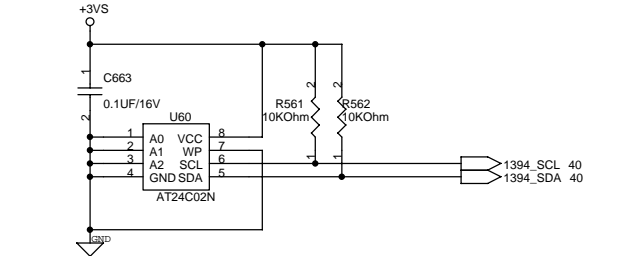 +3VS
1
C663
0.1UF/16V
2
U60
1 A0 VCC 8
2 A1 WP 7
3 A2 SCL 6
4 GND SDA 5
AT24C02N
2 2
R561 R562
10KOhm 10KOhm
1 1
1394_SCL 40
1394_SDA 40
GND